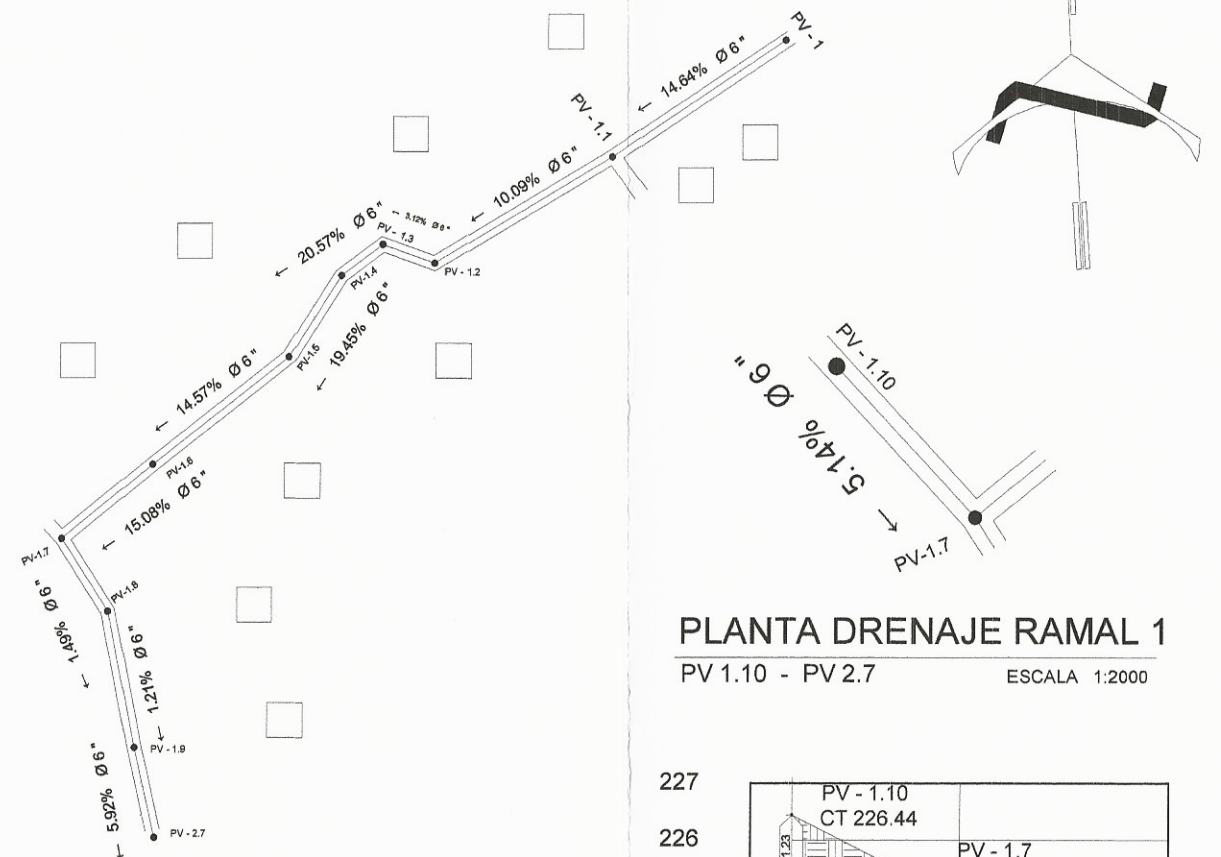 PV - 1
14.64% Ø 6"
PV - 1.1
10.09% Ø 6"
3.12% Ø 6"
20.57% Ø 6"
PV - 1.3
PV - 1.2
PV-1.4
19.45% Ø 6"
PV-1.5
14.57% Ø 6"
PV-1.6
15.08% Ø 6"
PV-1.7
PV-1.8
1.49% Ø 6"
1.21% Ø 6"
PV - 1.9
5.92% Ø 6"
PV - 2.7
PV - 1.10
5.14% Ø 6"
PV-1.7
PLANTA DRENAJE RAMAL 1
PV 1.10 - PV 2.7 ESCALA 1:2000
227
PV - 1.10
CT 226.44
226
1.23
PV - 1.7